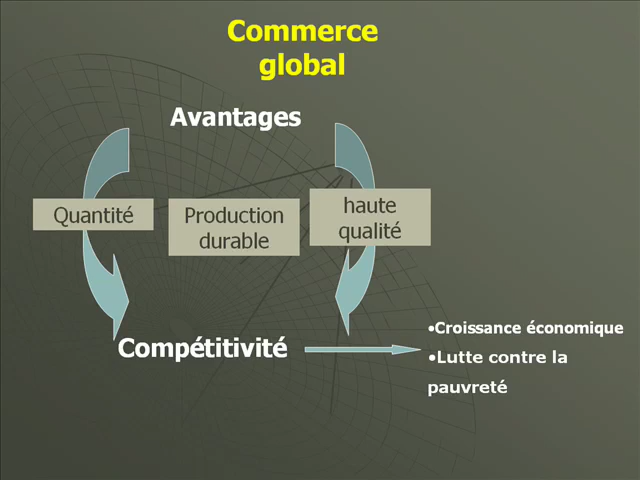 Commerce
global
Avantages
Quantité
Production
durable
haute
qualité
Compétitivité
•Croissance économique
•Lutte contre la
pauvreté